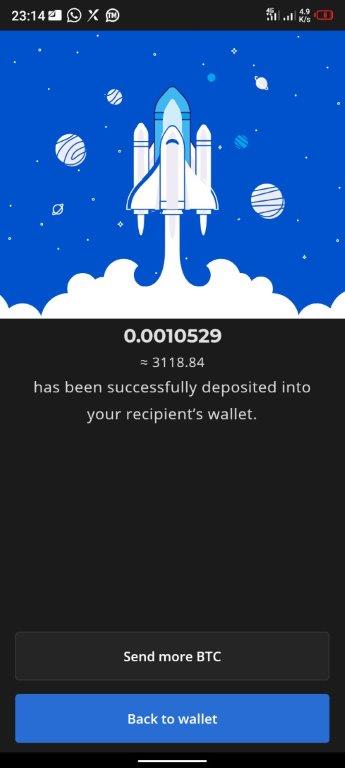 23:14
4G 4.9 K/s
0.0010529
≈ 3118.84
has been successfully deposited into
your recipient's wallet.
Send more BTC
Back to wallet